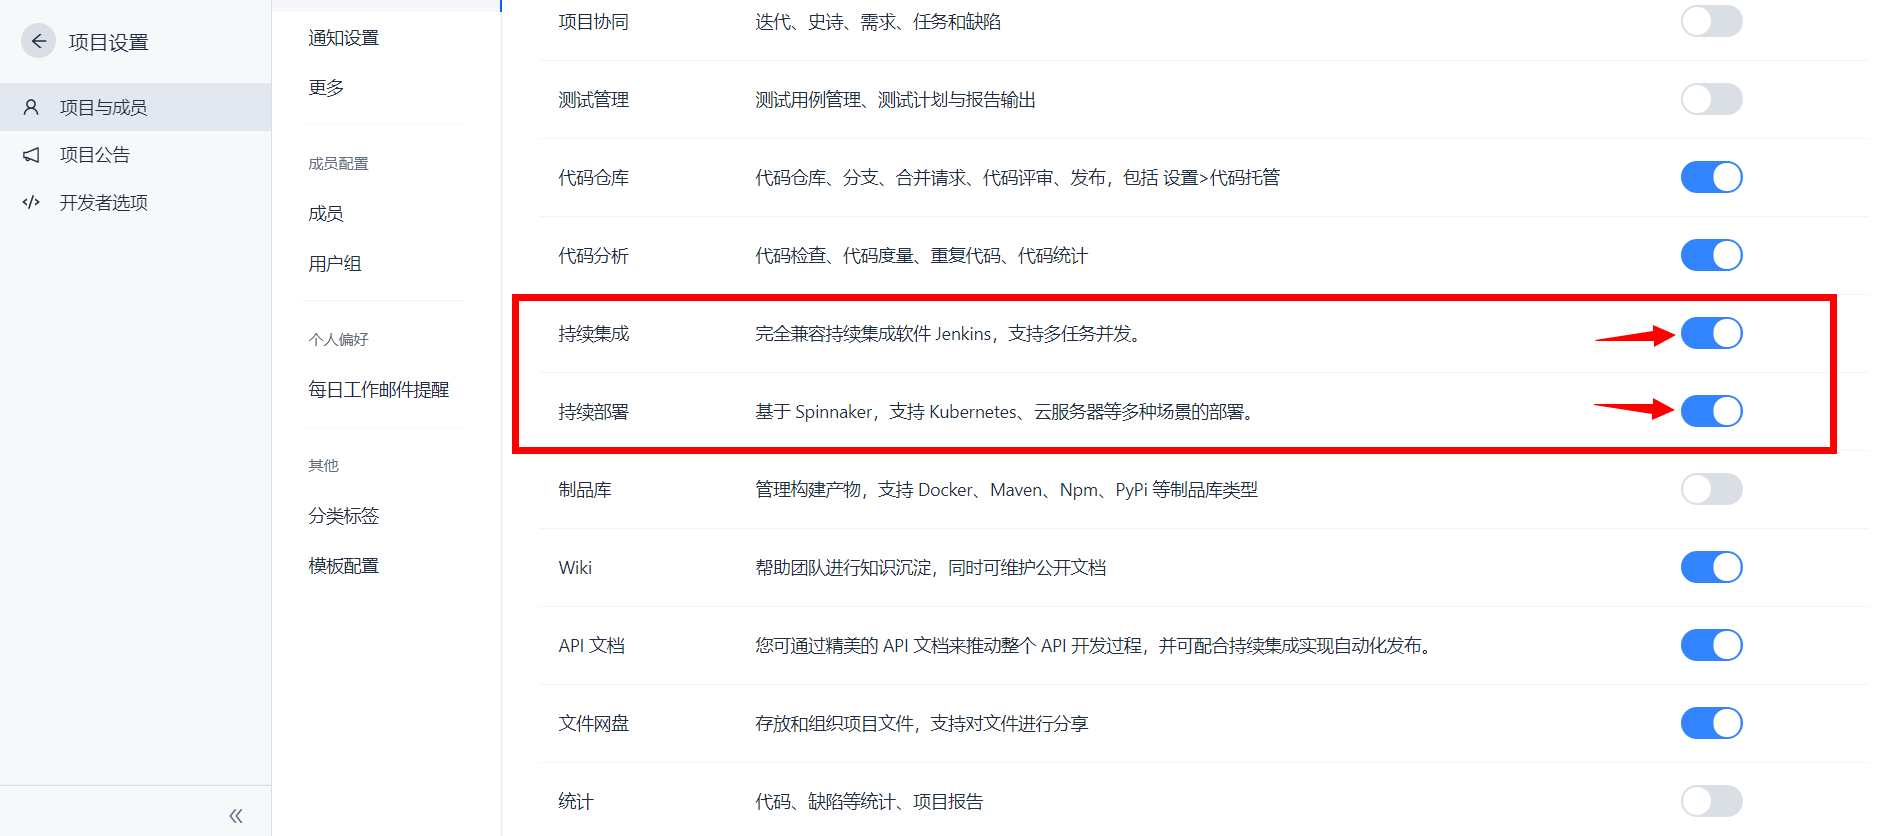 项目设置
项目与成员
项目公告
开发者选项
通知设置
更多
成员配置
成员
用户组
个人偏好
每日工作邮件提醒
其他
分类标签
模板配置
项目协同 迭代、史诗、需求、任务和缺陷
测试管理 测试用例管理、测试计划与报告输出
代码仓库 代码仓库、分支、合并请求、代码评审、发布，包括 设置>代码托管
代码分析 代码检查、代码度量、重复代码、代码统计
持续集成 完全兼容持续集成软件 Jenkins，支持多任务并发。
持续部署 基于 Spinnaker，支持 Kubernetes、云服务器等多种场景的部署。
制品库 管理构建产物，支持 Docker、Maven、Npm、PyPi 等制品库类型
Wiki 帮助团队进行知识沉淀，同时可维护公开文档
API 文档 您可通过精美的 API 文档来推动整个 API 开发过程，并可配合持续集成实现自动化发布。
文件网盘 存放和组织项目文件，支持对文件进行分享
统计 代码、缺陷等统计、项目报告